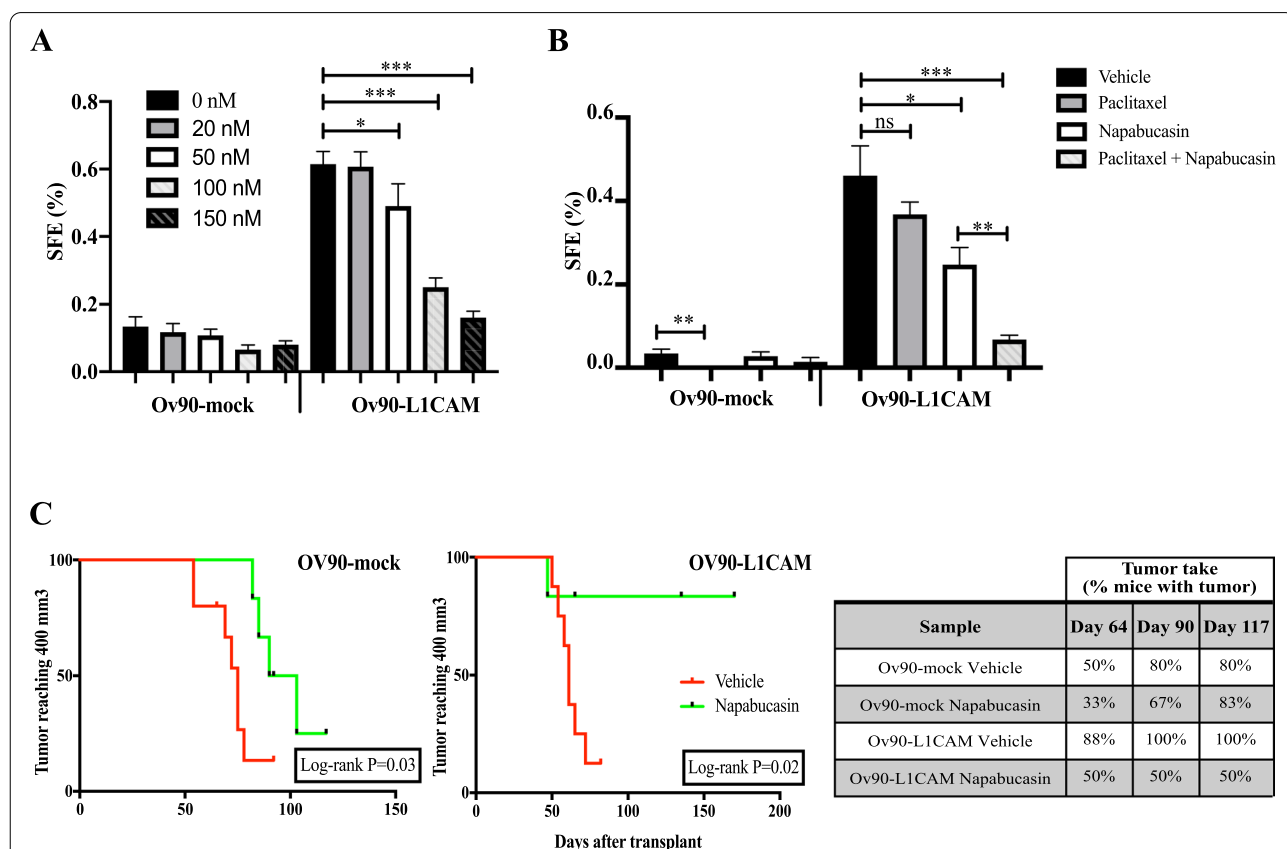 A
0 nM
20 nM
50 nM
100 nM
150 nM
***
***
*
SFE (%)
0.8
0.6
0.4
0.2
0.0
Ov90-mock
Ov90-L1CAM
B
Vehicle
Paclitaxel
Napabucasin
Paclitaxel + Napabucasin
***
*
ns
**
**
SFE (%)
0.6
0.4
0.2
0.0
Ov90-mock
Ov90-L1CAM
C
OV90-mock
Tumor reaching 400 mm3
100
50
0
0
50
100
150
Log-rank P=0.03
OV90-L1CAM
Tumor reaching 400 mm3
100
50
0
0
50
100
150
200
Vehicle
Napabucasin
Log-rank P=0.02
Days after transplant
Tumor take
(% mice with tumor)
Sample Day 64 Day 90 Day 117
Ov90-mock Vehicle 50% 80% 80%
Ov90-mock Napabucasin 33% 67% 83%
Ov90-L1CAM Vehicle 88% 100% 100%
Ov90-L1CAM Napabucasin 50% 50% 50%